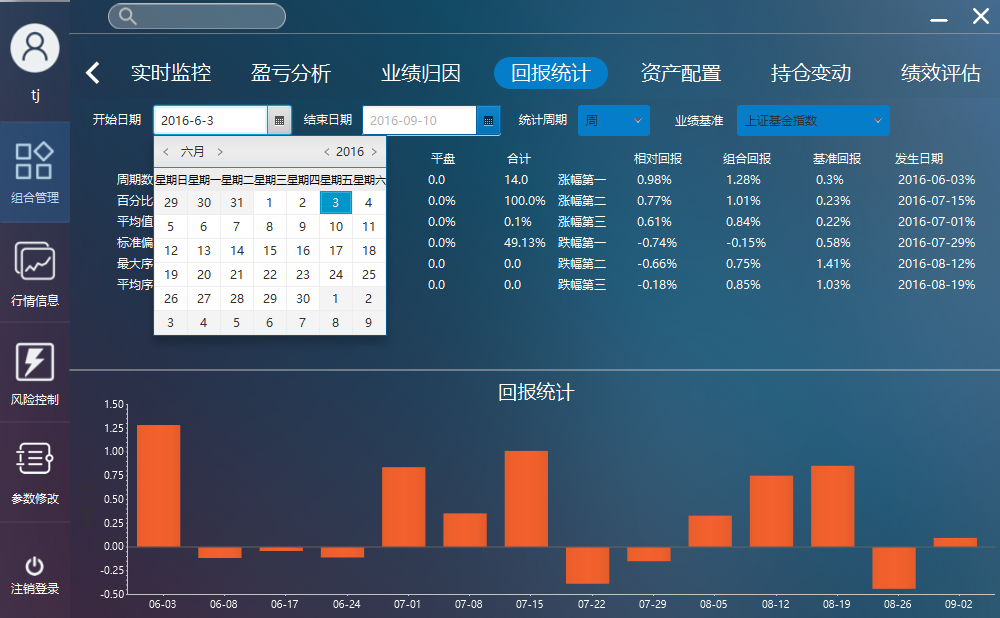 tj
组合管理
行情信息
风险控制
参数修改
注销登录
实时监控 盈亏分析 业绩归因 回报统计 资产配置 持仓变动 绩效评估
开始日期 2016-6-3 结束日期 2016-09-10 统计周期 周 业绩基准 上证基金指数
六月 2016
星期日 星期一 星期二 星期三 星期四 星期五 星期六
29 30 31 1 2 3 4
5 6 7 8 9 10 11
12 13 14 15 16 17 18
19 20 21 22 23 24 25
26 27 28 29 30 1 2
3 4 5 6 7 8 9
平盘 合计 相对回报 组合回报 基准回报 发生日期
周期数 0.0 14.0 涨幅第一 0.98% 1.28% 0.3% 2016-06-03%
百分比 0.0% 100.0% 涨幅第二 0.77% 1.01% 0.23% 2016-07-15%
平均值 0.0% 0.1% 涨幅第三 0.61% 0.84% 0.22% 2016-07-01%
标准偏 0.0% 49.13% 跌幅第一 -0.74% -0.15% 0.58% 2016-07-29%
最大序 0.0 0.0 跌幅第二 -0.66% 0.75% 1.41% 2016-08-12%
平均序 0.0 0.0 跌幅第三 -0.18% 0.85% 1.03% 2016-08-19%
回报统计
1.50
1.25
1.00
0.75
0.50
0.25
0.00
-0.25
-0.50
06-03 06-08 06-17 06-24 07-01 07-08 07-15 07-22 07-29 08-05 08-12 08-19 08-26 09-02